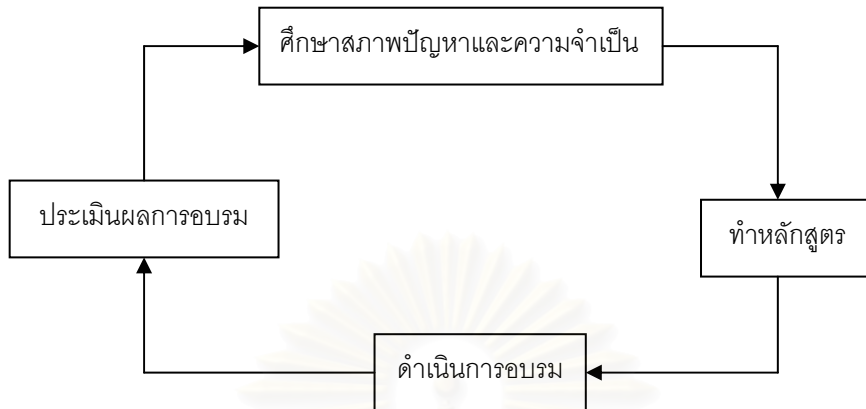 ศึกษาสภาพปัญหาและความจำเป็น
ประเมินผลการอบรม
ทำหลักสูตร
ดำเนินการอบรม